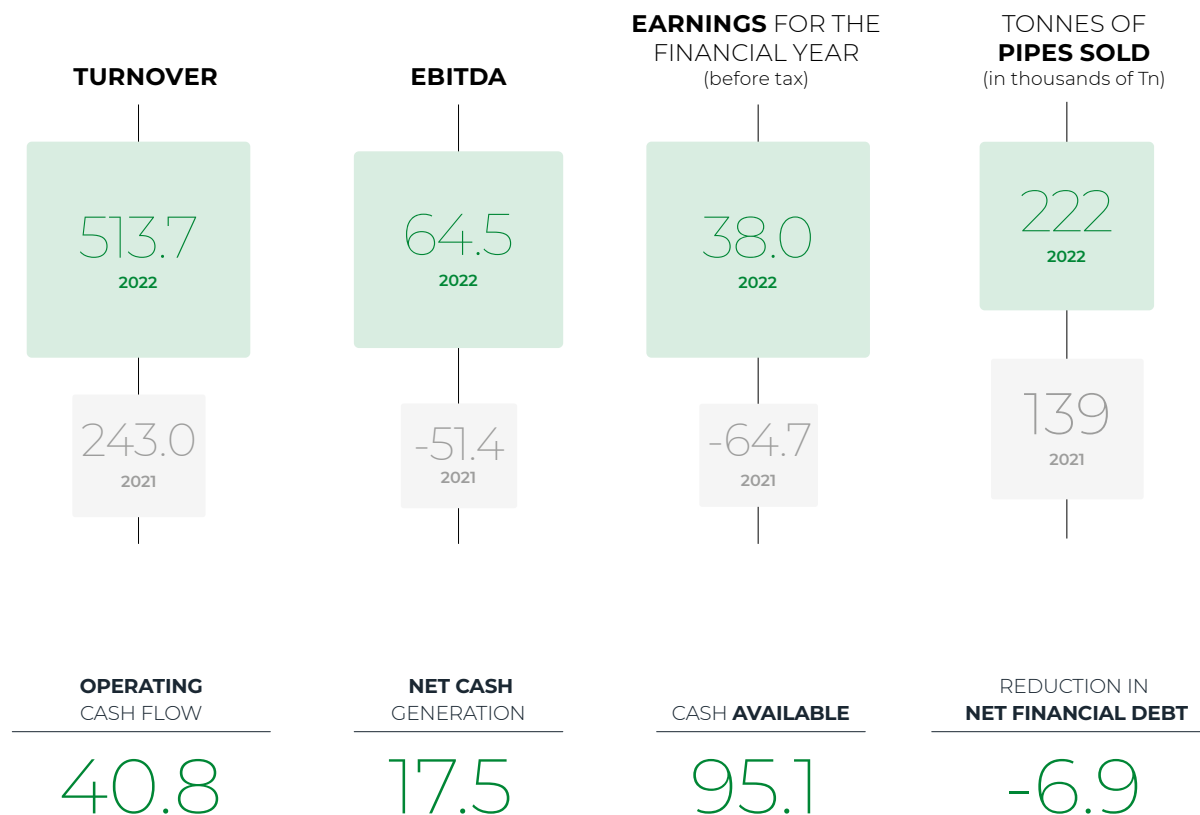 TURNOVER
513.7
2022
243.0
2021
EBITDA
64.5
2022
-51.4
2021
EARNINGS FOR THE
FINANCIAL YEAR
(before tax)
38.0
2022
-64.7
2021
TONNES OF
PIPES SOLD
(in thousands of Tn)
222
2022
139
2021
OPERATING
CASH FLOW
40.8
NET CASH
GENERATION
17.5
CASH AVAILABLE
95.1
REDUCTION IN
NET FINANCIAL DEBT
-6.9